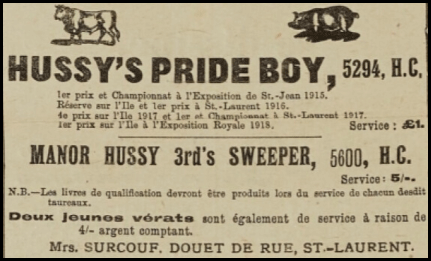 HUSSY'S PRIDE BOY, 5294, H.C.
1er prix et Championnat à l'Exposition de St.-Jean 1915.
Réserve sur l'Ile et 1er prix à St.-Laurent 1916.
4e prix sur l'Ile 1917 et 1er et Championnat à St.-Laurent 1917.
1er prix sur l'Ile à l'Exposition Royale 1918. Service: £1.
MANOR HUSSY 3rd's SWEEPER, 5600, H.C.
Service: 5/-.
N.B.—Les livres de qualification devront être produits lors du service de chacun desdit
taureaux.
Deux jeunes vérats sont également de service à raison de
4/- argent comptant.
Mrs. SURCOUF, DOUET DE RUE, ST.-LAURENT.